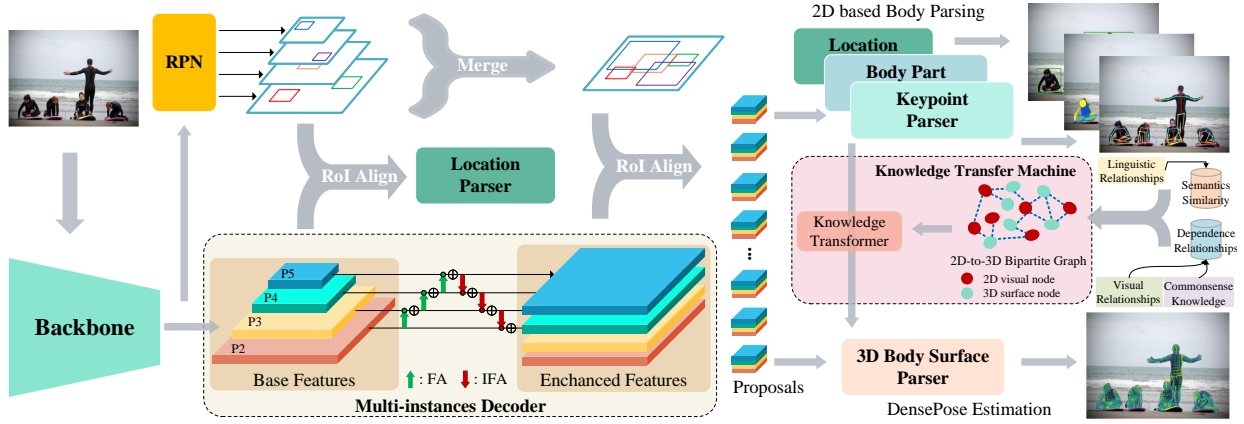 2D based Body Parsing
RPN
Merge
Location
Body Part
Keypoint
Parser
RoI Align
Location
Parser
RoI Align
Knowledge Transfer Machine
Linguistic
Relationships
Semantics
Similarity
Knowledge
Transformer
Dependence
Relationships
2D-to-3D Bipartite Graph
2D visual node
3D surface node
Visual
Relationships
Commonsense
Knowledge
Backbone
P5
P4
P3
P2
Base Features
: FA
: IFA
Enchanced Features
Multi-instances Decoder
...
Proposals
3D Body Surface
Parser
DensePose Estimation